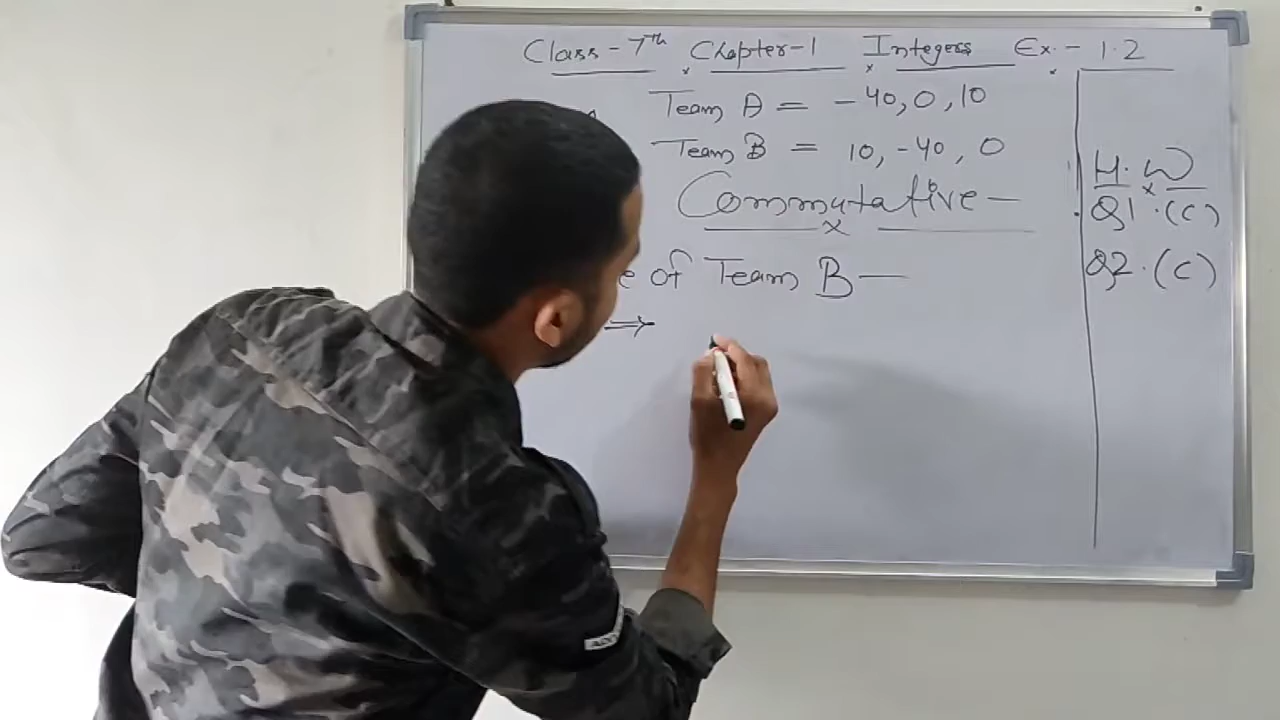 Class - 7th Chapter-1 Integers Ex. - 1.2
Team A = - 40, 0, 10
Team B = 10, - 40, 0
Commutative -
of Team B —
⇒
H.W
Q1.(C)
Q2.(C)